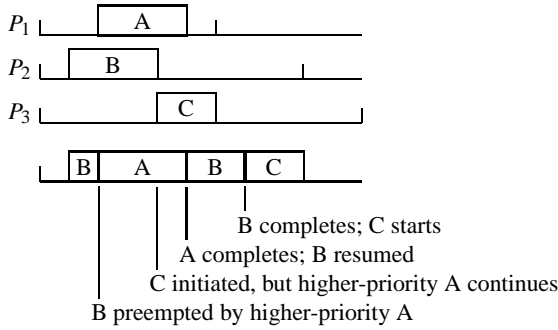 P1 A
P2 B
P3 C
B A B C
B completes; C starts
A completes; B resumed
C initiated, but higher-priority A continues
B preempted by higher-priority A